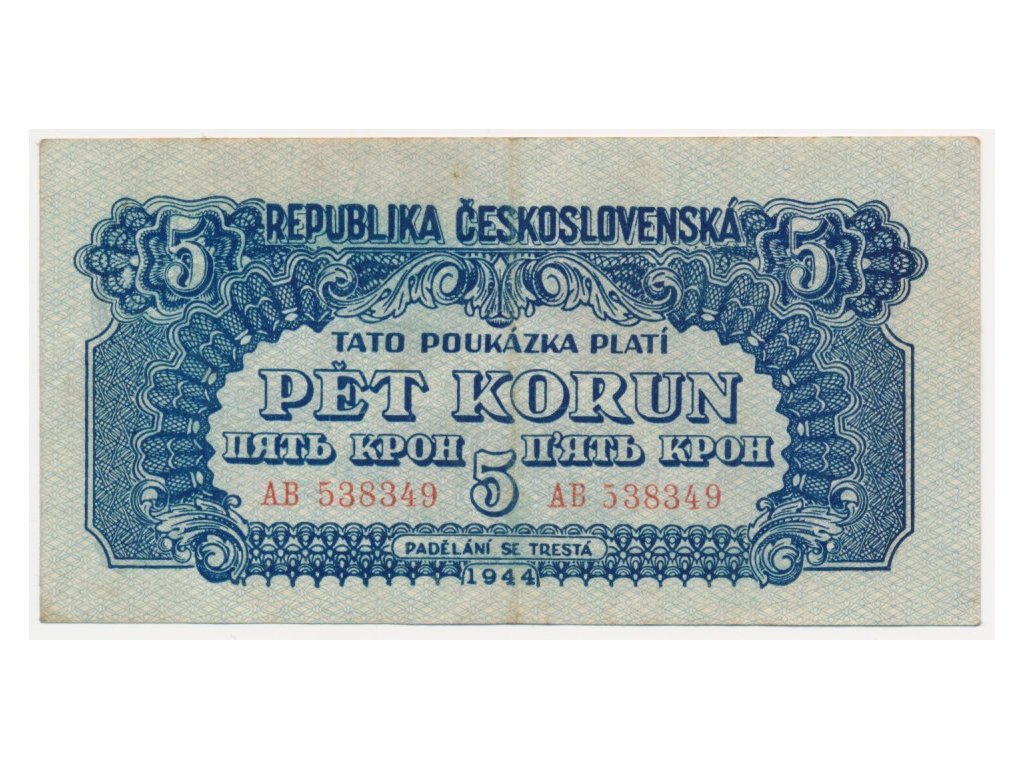 5 REPUBLIKA ČESKOSLOVENSKÁ 5
TATO POUKÁZKA PLATÍ
PĚT KORUN
ПЯТЬ КРОН П'ЯТЬ КРОН
5
AB 538349 AB 538349
PADĚLÁNÍ SE TRESTÁ
1944